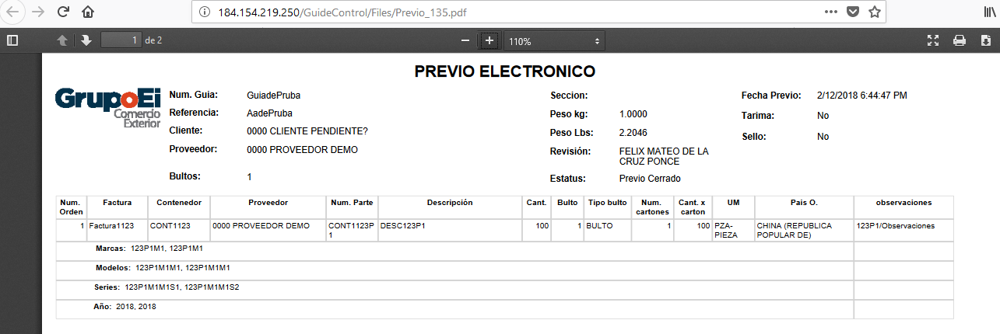 184.154.219.250/GuideControl/Files/Previo_135.pdf
1 de 2
110%
PREVIO ELECTRONICO
GrupoEi
Comercio
Exterior
Num. Guia: GuiadePruba
Referencia: AadePruba
Cliente: 0000 CLIENTE PENDIENTE?
Proveedor: 0000 PROVEEDOR DEMO
Bultos: 1
Seccion:
Peso kg: 1.0000
Peso Lbs: 2.2046
Revisión: FELIX MATEO DE LA
CRUZ PONCE
Estatus: Previo Cerrado
Fecha Previo: 2/12/2018 6:44:47 PM
Tarima: No
Sello: No
Num. Factura Contenedor Proveedor Num. Parte Descripción Cant. Bulto Tipo bulto Num. Cant. x UM Pais O. observaciones
Orden cartones carton
1 Factura1123 CONT1123 0000 PROVEEDOR DEMO CONT1123P DESC123P1 100 1 BULTO 1 100 PZA- CHINA (REPUBLICA 123P1/Observaciones
1 PIEZA POPULAR DE)
Marcas: 123P1M1, 123P1M1
Modelos: 123P1M1M1, 123P1M1M1
Series: 123P1M1M1S1, 123P1M1M1S2
Año: 2018, 2018